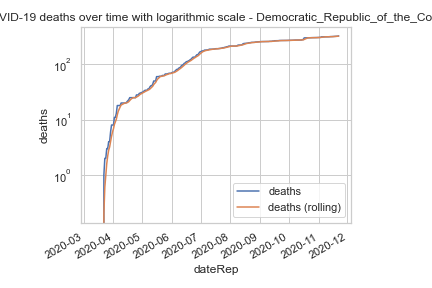 VID-19 deaths over time with logarithmic scale - Democratic_Republic_of_the_Co
deaths
10²
10¹
10⁰
deaths
deaths (rolling)
2020-03
2020-04
2020-05
2020-06
2020-07
2020-08
2020-09
2020-10
2020-11
2020-12
dateRep